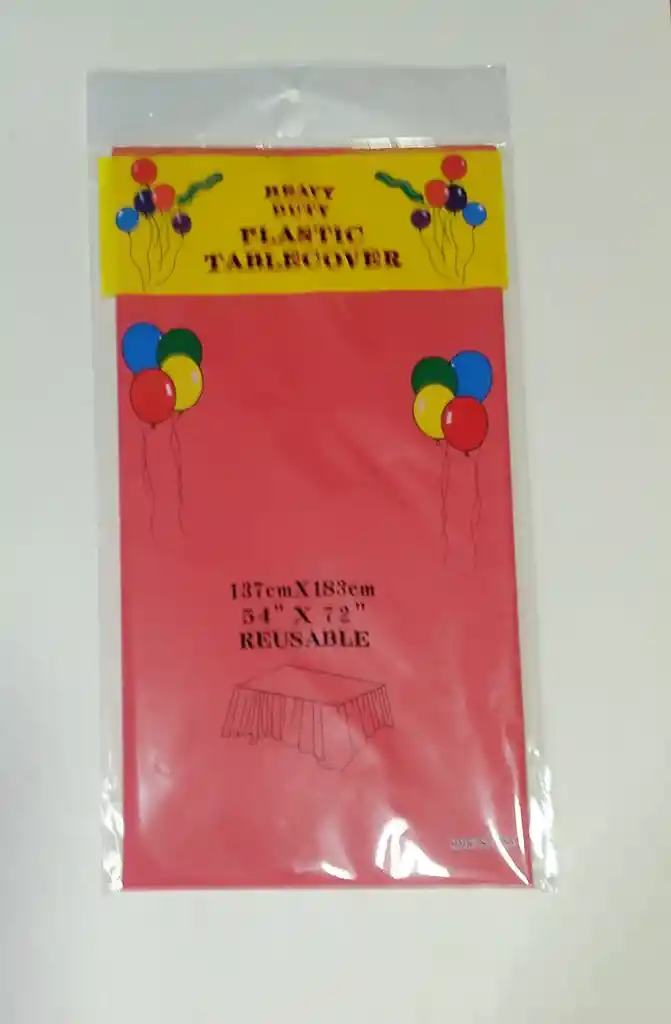 HEAVY
DUTY
PLASTIC
TABLECOVER
137cmX183cm
54" X 72"
REUSABLE